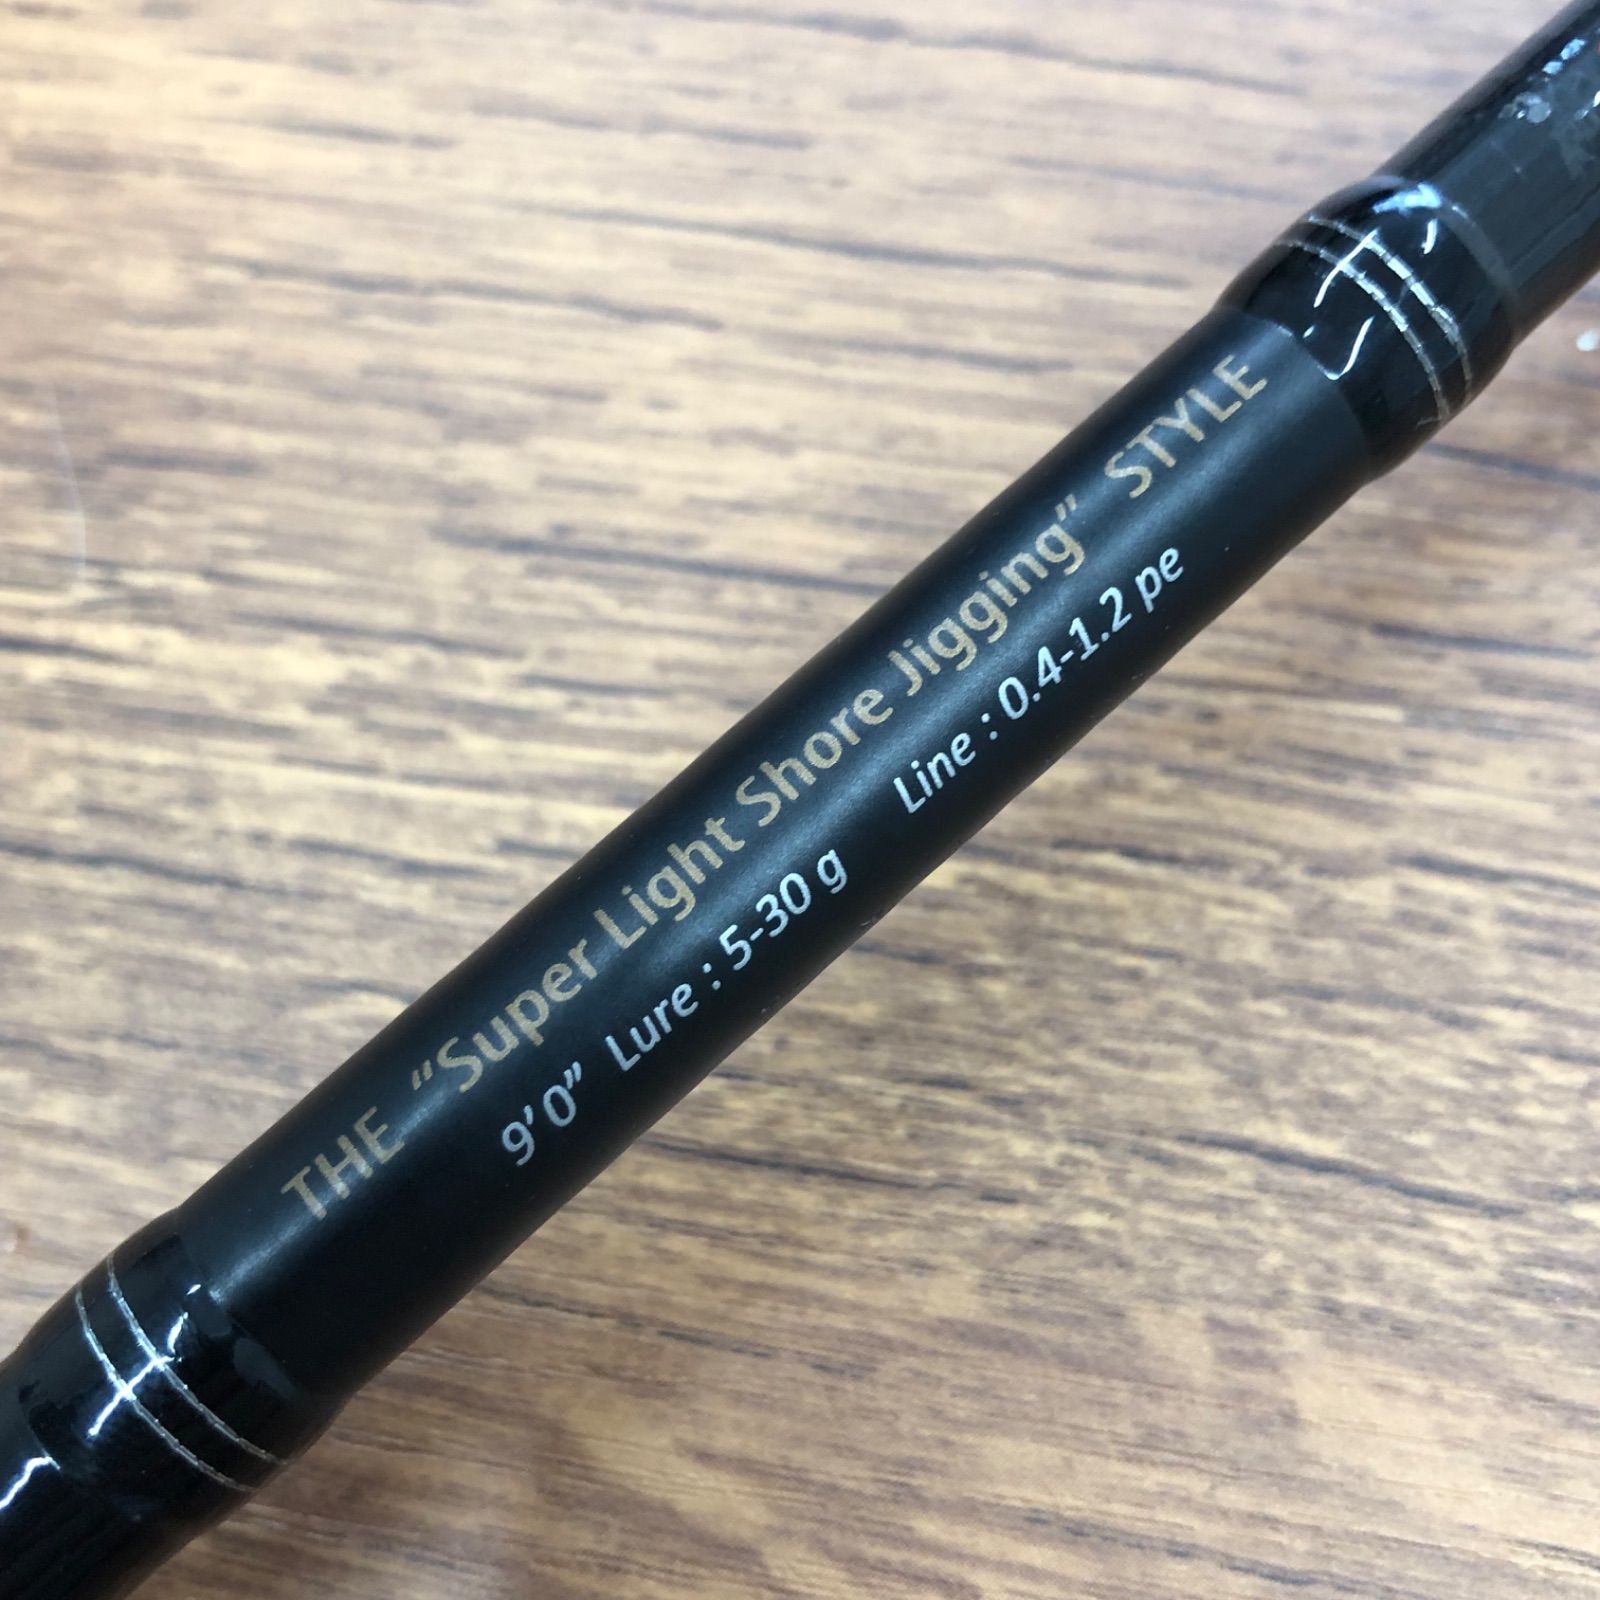 THE “Super Light Shore Jigging” STYLE
9’0” Lure : 5-30 g Line : 0.4-1.2 pe